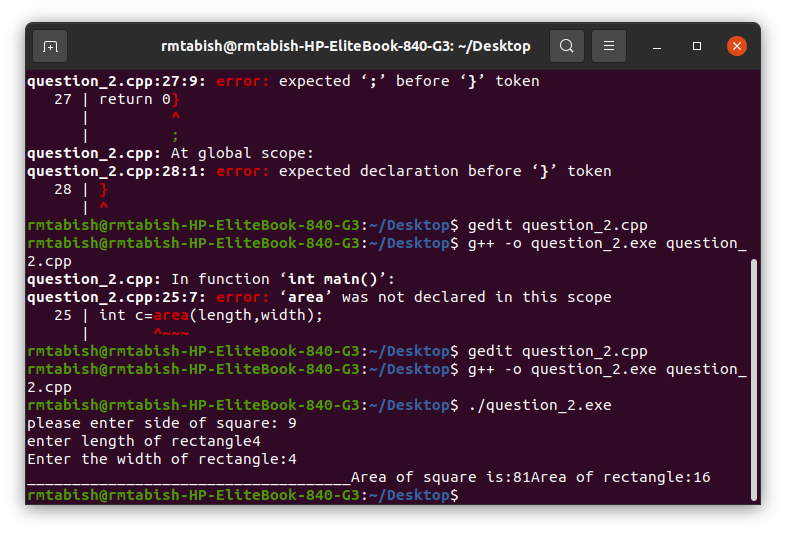 rmtabish@rmtabish-HP-EliteBook-840-G3: ~/Desktop
question_2.cpp:27:9: error: expected ‘;’ before ‘}’ token
   27 | return 0}
      |         ^
      |         ;
question_2.cpp: At global scope:
question_2.cpp:28:1: error: expected declaration before ‘}’ token
   28 | }
      | ^
rmtabish@rmtabish-HP-EliteBook-840-G3:~/Desktop$ gedit question_2.cpp
rmtabish@rmtabish-HP-EliteBook-840-G3:~/Desktop$ g++ -o question_2.exe question_
2.cpp
question_2.cpp: In function ‘int main()’:
question_2.cpp:25:7: error: ‘area’ was not declared in this scope
   25 | int c=area(length,width);
      |       ^~~~
rmtabish@rmtabish-HP-EliteBook-840-G3:~/Desktop$ gedit question_2.cpp
rmtabish@rmtabish-HP-EliteBook-840-G3:~/Desktop$ g++ -o question_2.exe question_
2.cpp
rmtabish@rmtabish-HP-EliteBook-840-G3:~/Desktop$ ./question_2.exe
please enter side of square: 9
enter length of rectangle4
Enter the width of rectangle:4
____________________________________Area of square is:81Area of rectangle:16
rmtabish@rmtabish-HP-EliteBook-840-G3:~/Desktop$